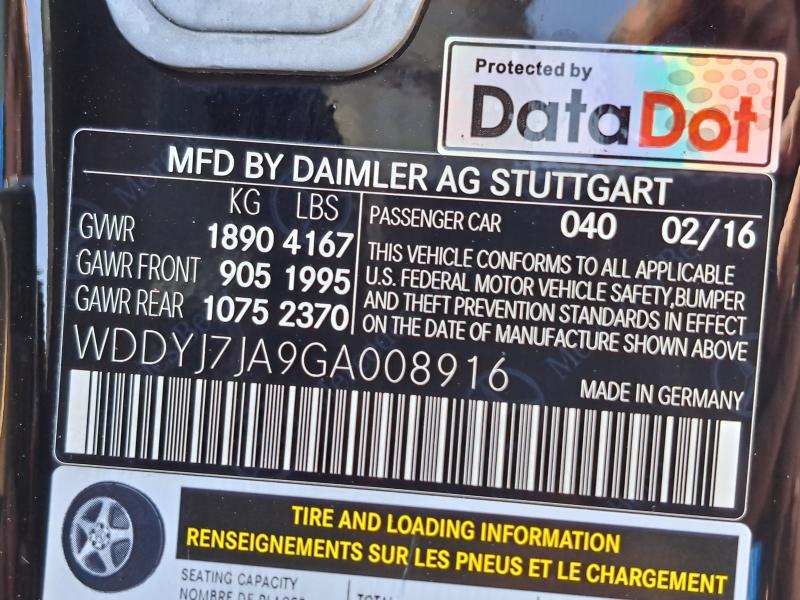 Protected by
DataDot
MFD BY DAIMLER AG STUTTGART
KG LBS
GVWR 1890 4167
GAWR FRONT 905 1995
GAWR REAR 1075 2370
PASSENGER CAR 040 02/16
THIS VEHICLE CONFORMS TO ALL APPLICABLE
U.S. FEDERAL MOTOR VEHICLE SAFETY,BUMPER
AND THEFT PREVENTION STANDARDS IN EFFECT
ON THE DATE OF MANUFACTURE SHOWN ABOVE
WDDYJ7JA9GA008916
MADE IN GERMANY
TIRE AND LOADING INFORMATION
RENSEIGNEMENTS SUR LES PNEUS ET LE CHARGEMENT
SEATING CAPACITY